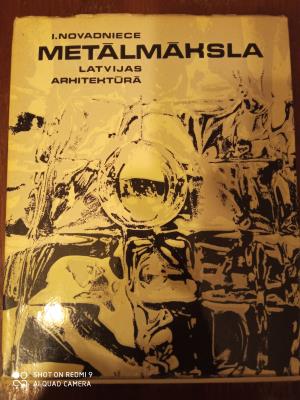 I.NOVADNIECE
METĀLMĀKSLA
LATVIJAS
ARHITEKTŪRĀ
SHOT ON REDMI 9
AI QUAD CAMERA